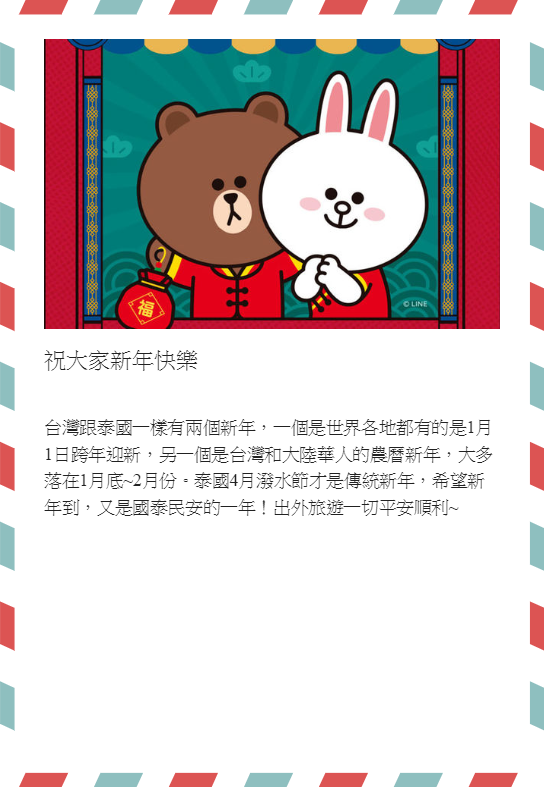 福
© LINE
祝大家新年快樂
台灣跟泰國一樣有兩個新年，一個是世界各地都有的是1月
1日跨年迎新，另一個是台灣和大陸華人的農曆新年，大多
落在1月底~2月份。泰國4月潑水節才是傳統新年，希望新
年到，又是國泰民安的一年！出外旅遊一切平安順利~